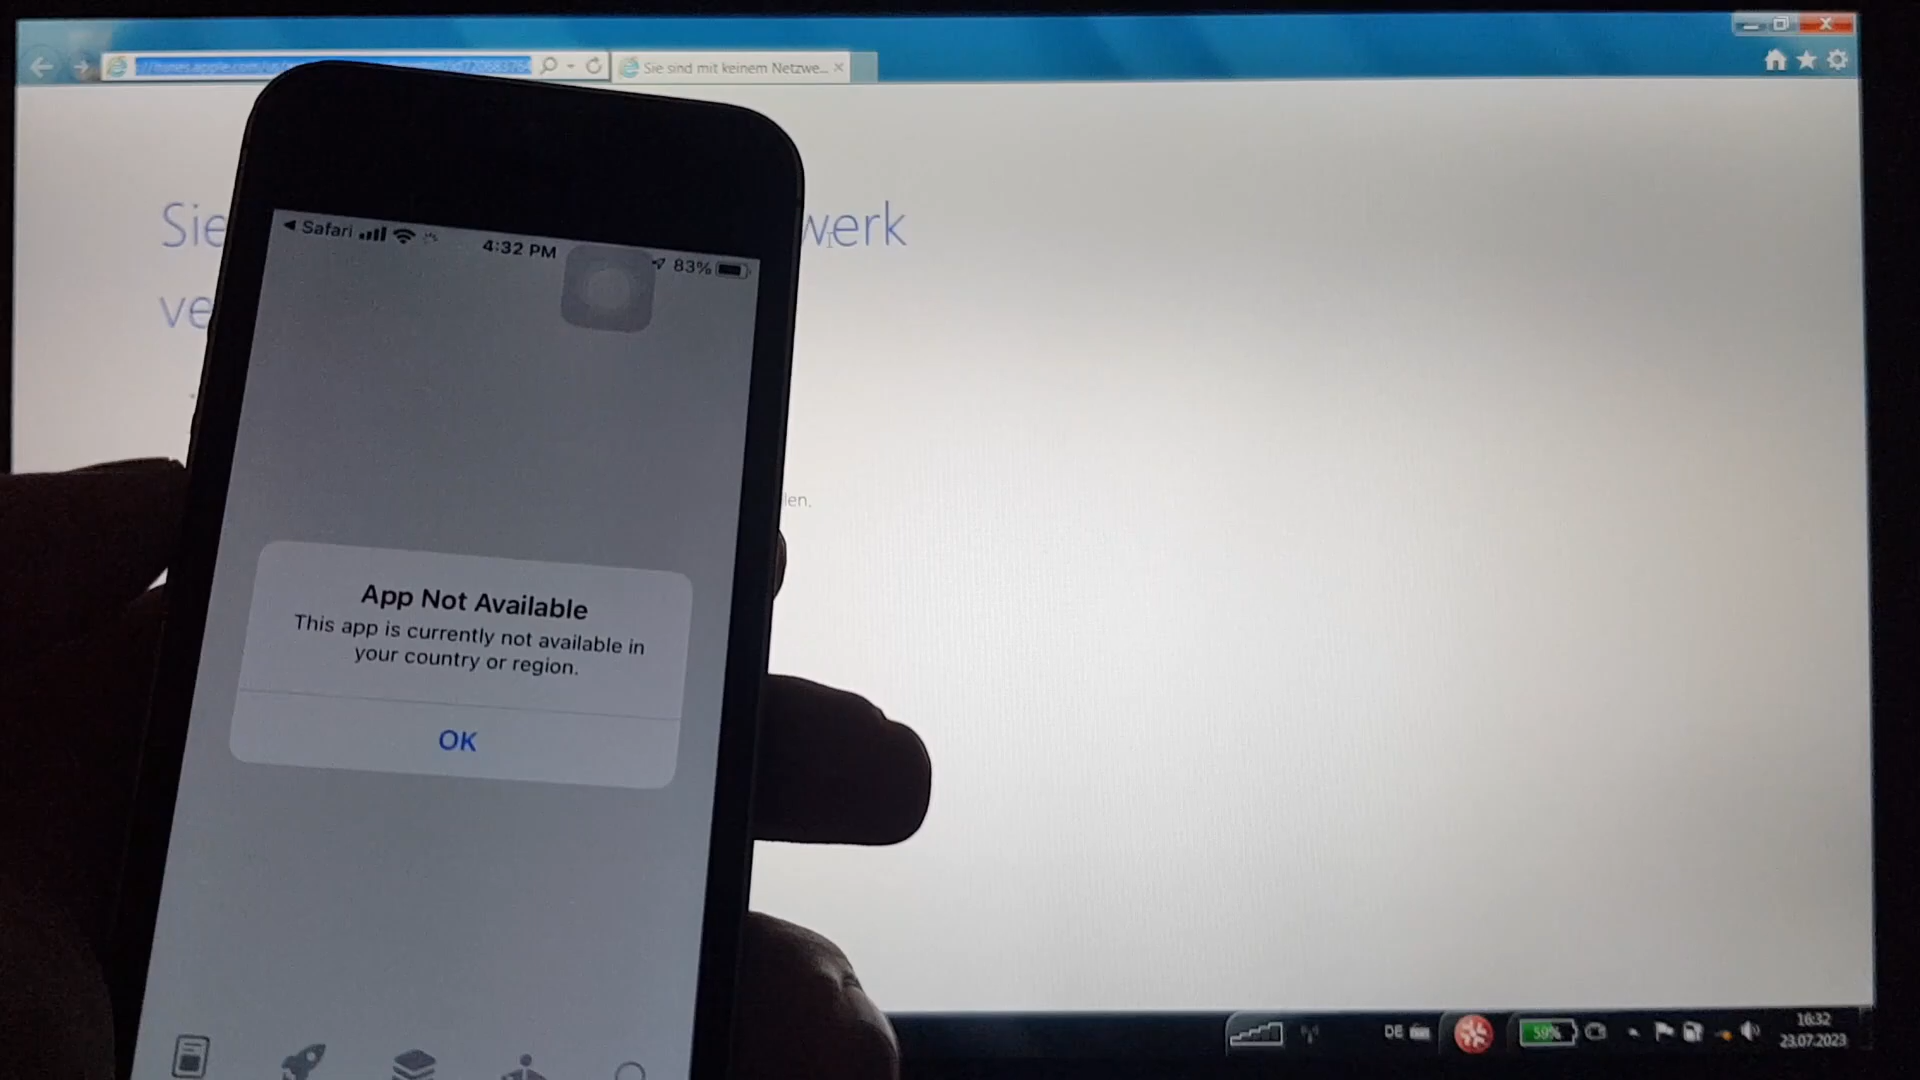 Sie sind mit keinem Netzwe...
Sie
werk
ve
len.
Safari
4:32 PM
83%
App Not Available
This app is currently not available in
your country or region.
OK
DE
59%
16:32
23.07.2023